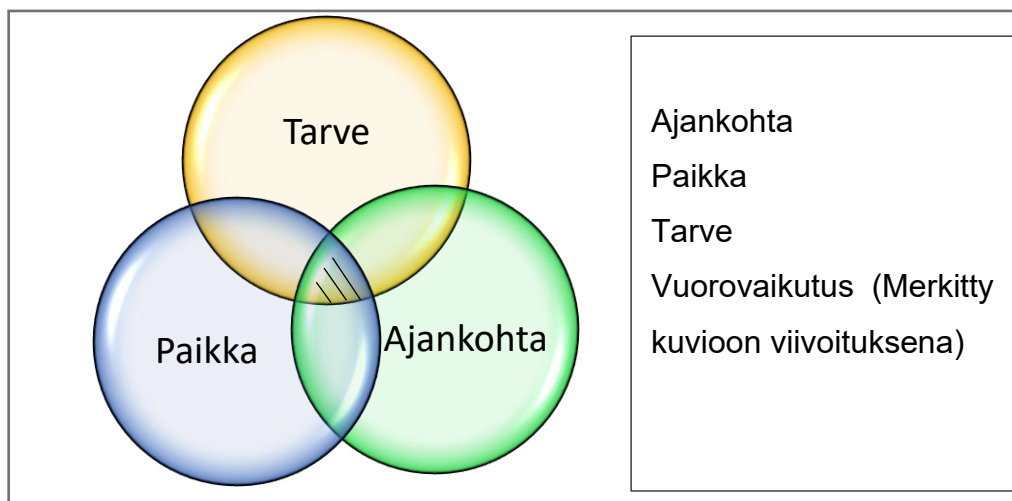 Tarve
Paikka
Ajankohta
Ajankohta
Paikka
Tarve
Vuorovaikutus (Merkitty
kuvioon viivoituksena)